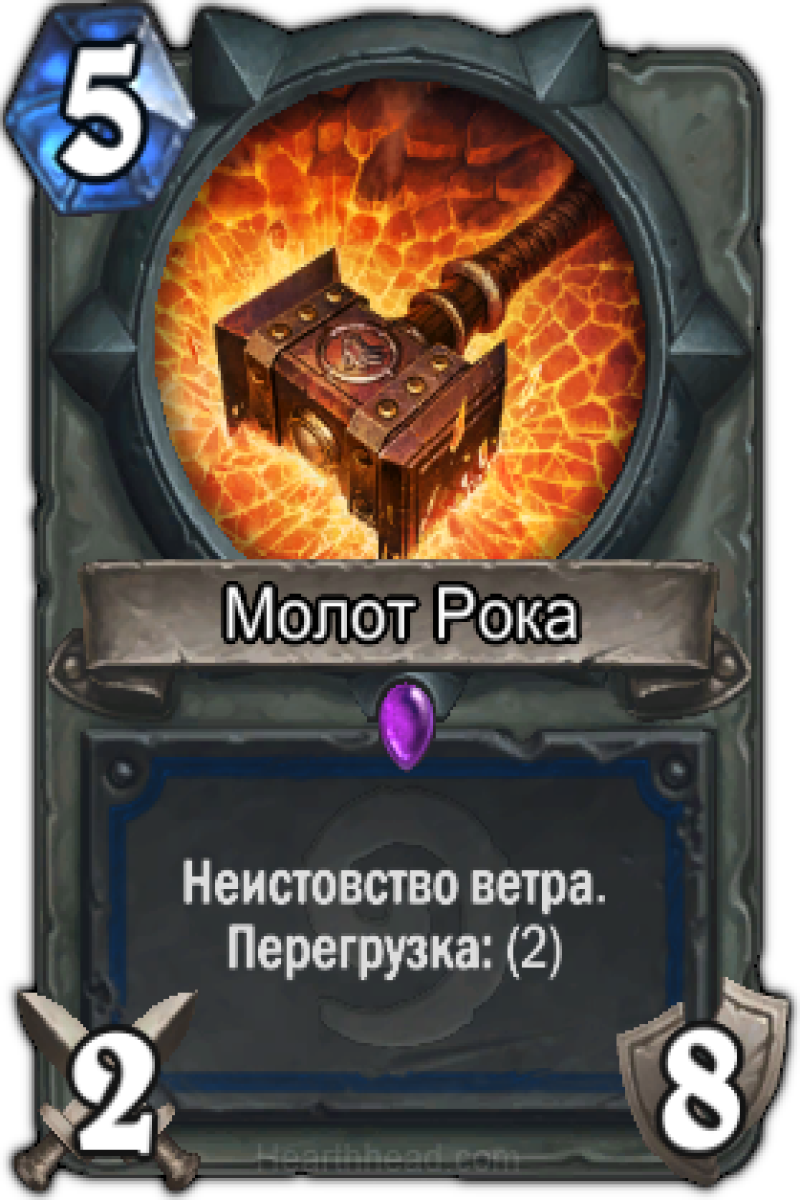 5
Молот Рока
Неистовство ветра.
Перегрузка: (2)
2
8
Hearthhead.com